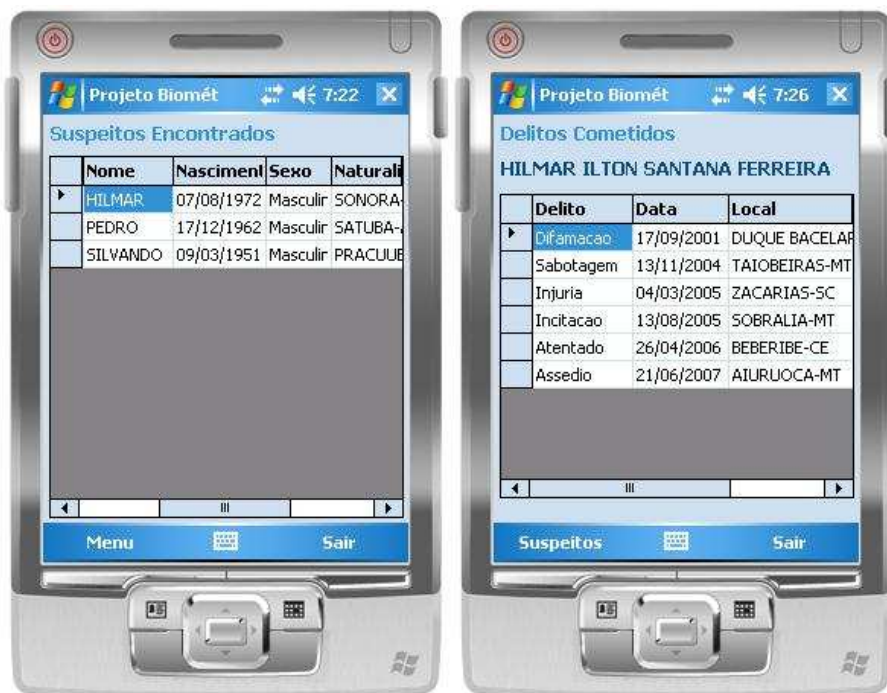 Projeto Biomét 7:22
Suspeitos Encontrados
Nome Nasciment Sexo Naturali
HILMAR 07/08/1972 Masculir SONORA-
PEDRO 17/12/1962 Masculir SATUBA-
SILVANDO 09/03/1951 Masculir PRACUUB
Menu Sair
Projeto Biomét 7:26
Delitos Cometidos
HILMAR ILTON SANTANA FERREIRA
Delito Data Local
Difamacao 17/09/2001 DUQUE BACELAR
Sabotagem 13/11/2004 TAIOBEIRAS-MT
Injuria 04/03/2005 ZACARIAS-SC
Incitacao 13/08/2005 SOBRALIA-MT
Atentado 26/04/2006 BEBERIBE-CE
Assedio 21/06/2007 AIURUOCA-MT
Suspeitos Sair